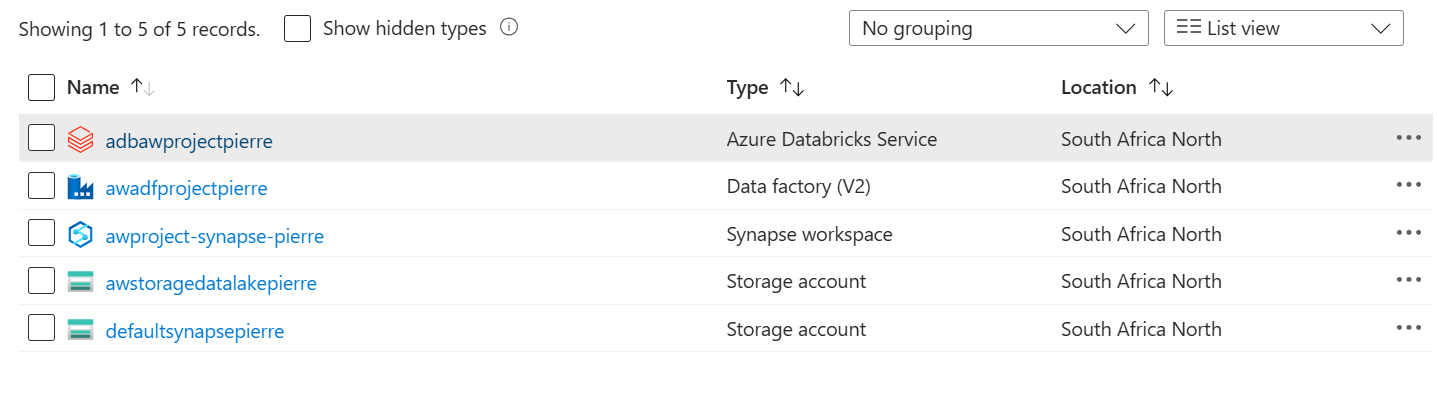 Showing 1 to 5 of 5 records. Show hidden types No grouping List view
Name Type Location
adbawprojectpierre Azure Databricks Service South Africa North
awadfprojectpierre Data factory (V2) South Africa North
awproject-synapse-pierre Synapse workspace South Africa North
awstoragedatalakepierre Storage account South Africa North
defaultsynapsepierre Storage account South Africa North